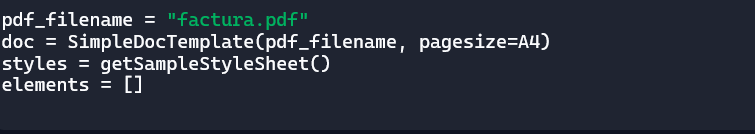 pdf_filename = "factura.pdf"
doc = SimpleDocTemplate(pdf_filename, pagesize=A4)
styles = getSampleStyleSheet()
elements = []